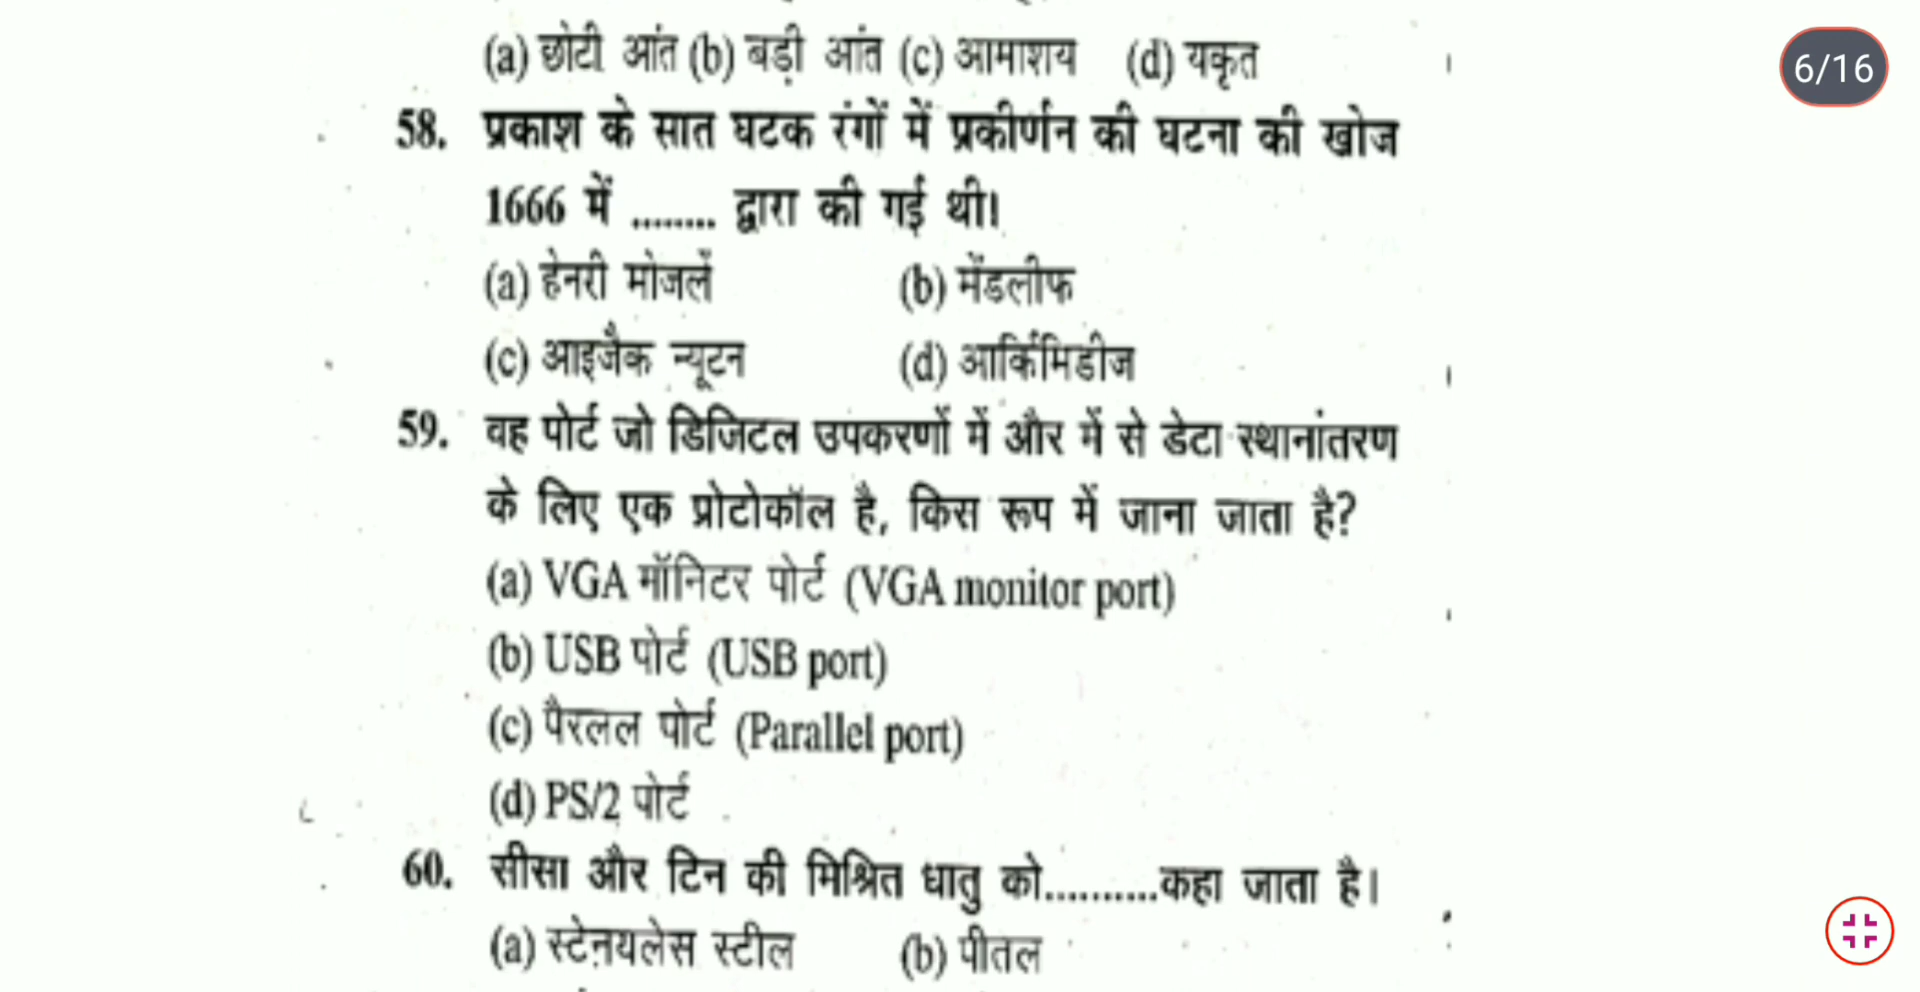 (a) छोटी आंत (b) बड़ी आंत (c) आमाशय (d) यकृत
6/16
58. प्रकाश के सात घटक रंगों में प्रकीर्णन की घटना की खोज
1666 में ........ द्वारा की गई थी।
(a) हेनरी मोजलें (b) मेंडलीफ
(c) आइजैक न्यूटन (d) आर्किमिडीज
59. वह पोर्ट जो डिजिटल उपकरणों में और में से डेटा स्थानांतरण
के लिए एक प्रोटोकॉल है, किस रूप में जाना जाता है?
(a) VGA मॉनिटर पोर्ट (VGA monitor port)
(b) USB पोर्ट (USB port)
(c) पैरलल पोर्ट (Parallel port)
(d) PS/2 पोर्ट
60. सीसा और टिन की मिश्रित धातु को..........कहा जाता है।
(a) स्टेनयलेस स्टील (b) पीतल